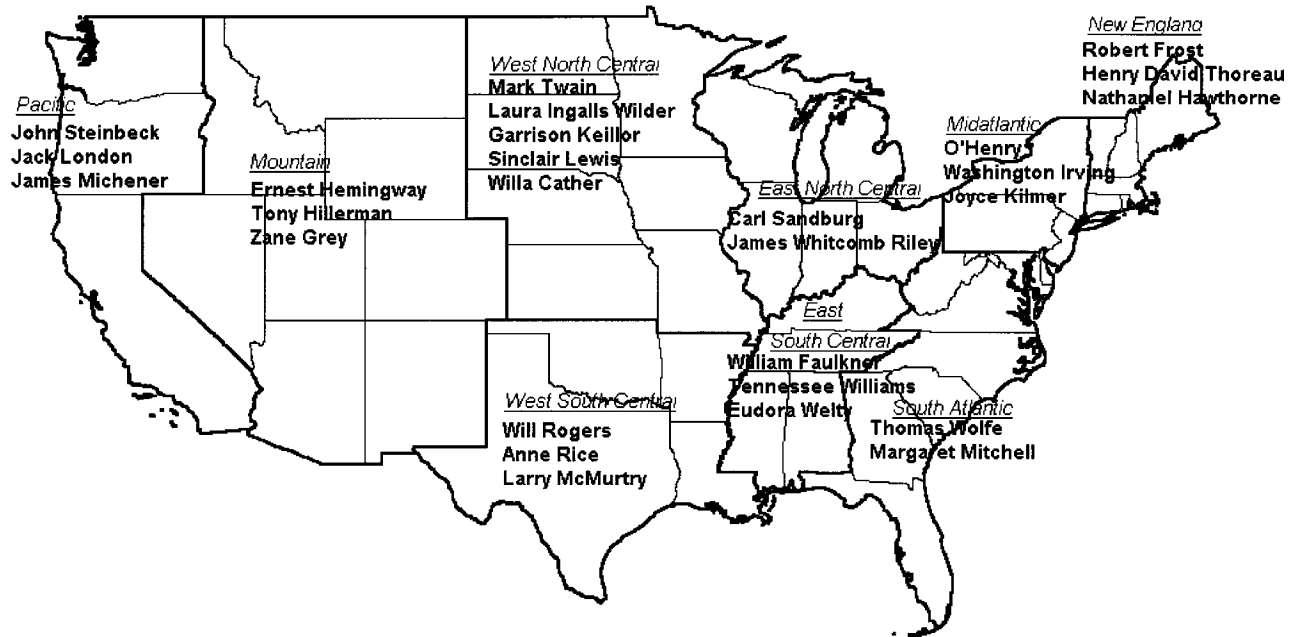 New England
Robert Frost
Henry David Thoreau
Nathaniel Hawthorne
Pacific
John Steinbeck
Jack London
James Michener
Mountain
Ernest Hemingway
Tony Hillerman
Zane Grey
West North Central
Mark Twain
Laura Ingalls Wilder
Garrison Keillor
Sinclair Lewis
Willa Cather
Midatlantic
O'Henry
Washington Irving
Joyce Kilmer
East North Central
Carl Sandburg
James Whitcomb Riley
East
South Central
William Faulkner
Tennessee Williams
Eudora Welty
West South Central
Will Rogers
Anne Rice
Larry McMurtry
South Atlantic
Thomas Wolfe
Margaret Mitchell